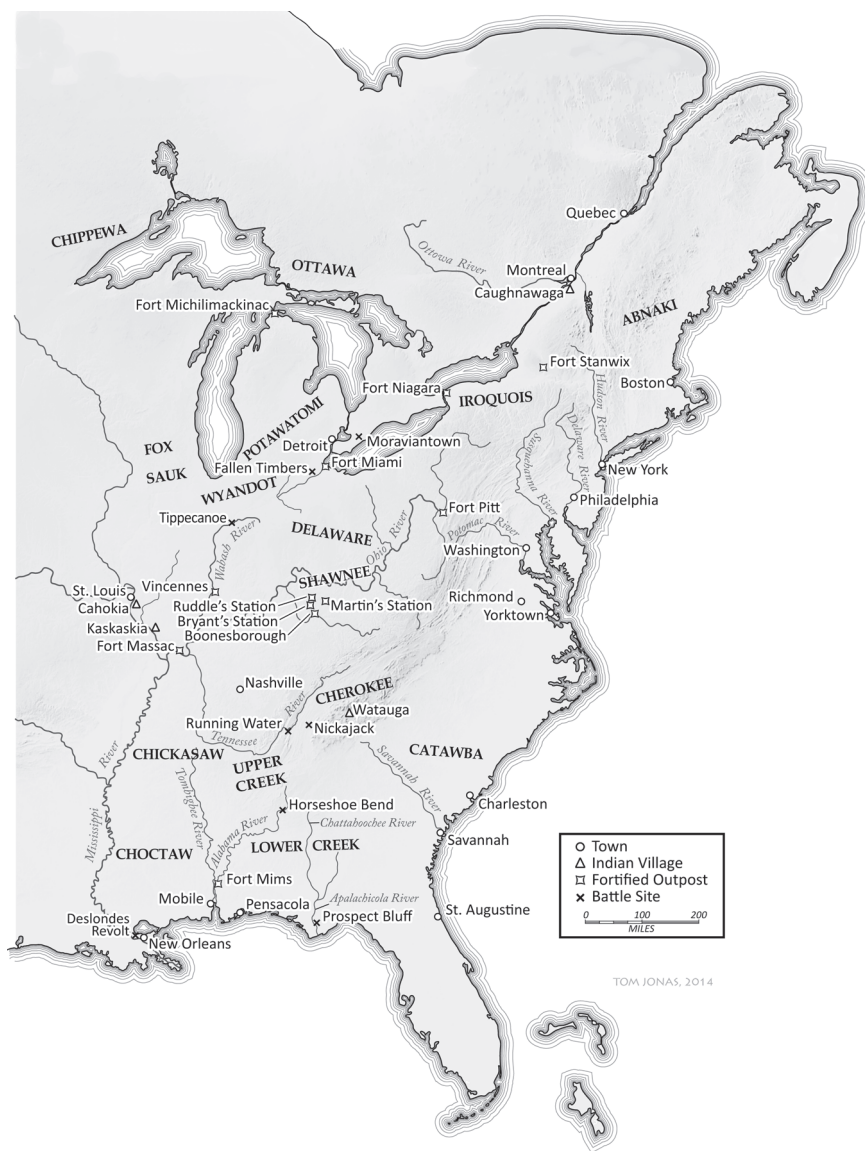 Quebec
CHIPPEWA
Ottowa River
OTTAWA
Montreal
Caughnawaga
Fort Michilimackinac
ABNAKI
Fort Stanwix
Hudson River
Boston
Fort Niagara
IROQUOIS
POTAWATOMI
Delaware River
Susquehanna River
FOX
SAUK
Detroit
Moraviantown
Fallen Timbers
Fort Miami
New York
WYANDOT
Philadelphia
Tippecanoe
Wabash River
DELAWARE
Ohio River
Fort Pitt
Potomac River
Washington
SHAWNEE
St. Louis
Vincennes
Cahokia
Ruddle's Station
Martin's Station
Richmond
Bryant's Station
Yorktown
Kaskaskia
Boonesborough
Fort Massac
Nashville
CHEROKEE
Watauga
Running Water
Nickajack
Tennessee River
CHICKASAW
CATAWBA
UPPER
CREEK
Savannah River
Mississippi River
Tombigbee River
Horseshoe Bend
Charleston
Chattahoochee River
Alabama River
Savannah
CHOCTAW
LOWER CREEK
Fort Mims
Mobile
Pensacola
Apalachicola River
Prospect Bluff
St. Augustine
Deslondes
Revolt
New Orleans
Town
Indian Village
Fortified Outpost
Battle Site
0 100 200
MILES
TOM JONAS, 2014